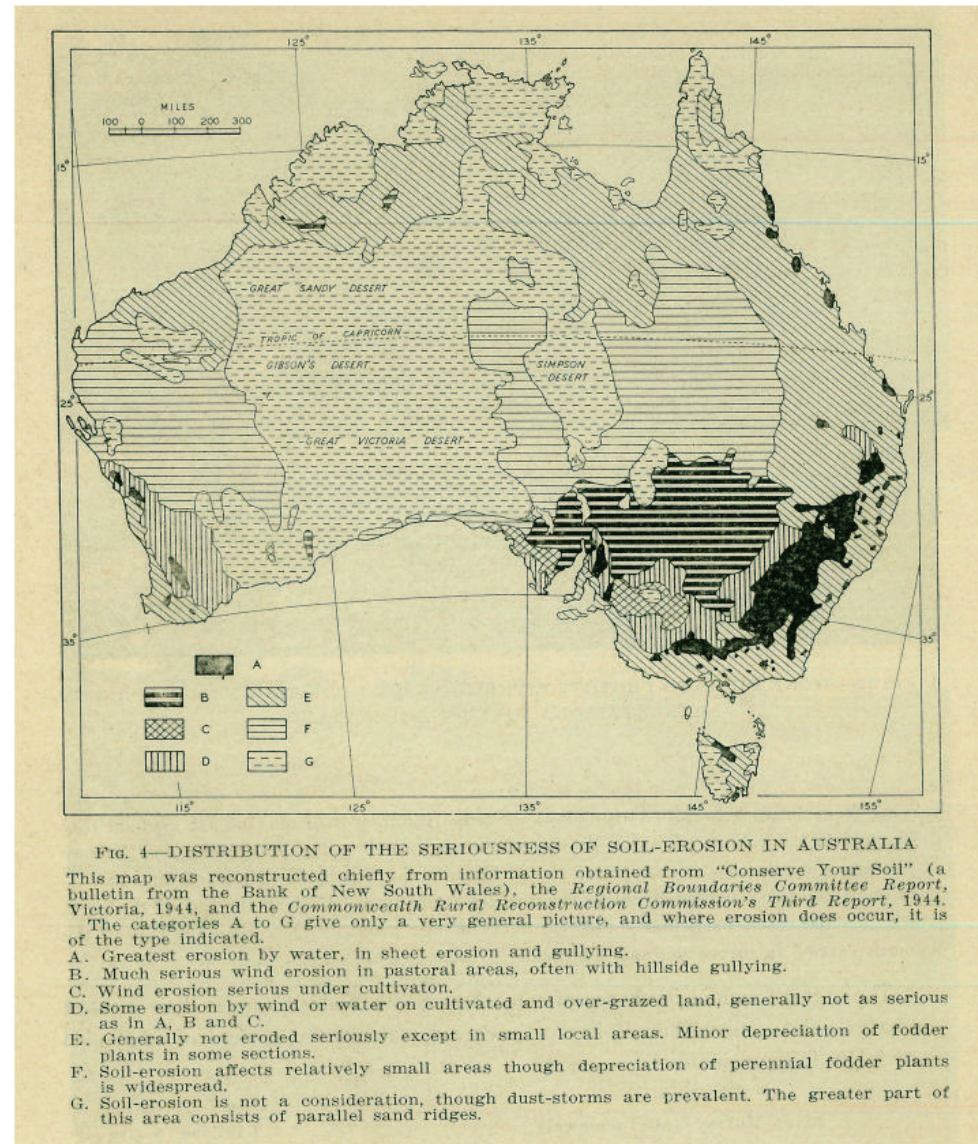 125° 135° 145°
MILES
100 0 100 200 300
15° 15°
GREAT SANDY DESERT
TROPIC OF CAPRICORN
GIBSON'S DESERT
SIMPSON
DESERT
25° 25°
GREAT VICTORIA DESERT
35° 35°
A
B E
C F
D G
115° 125° 135° 145° 155°
FIG. 4—DISTRIBUTION OF THE SERIOUSNESS OF SOIL-EROSION IN AUSTRALIA
This map was reconstructed chiefly from information obtained from "Conserve Your Soil" (a
bulletin from the Bank of New South Wales), the Regional Boundaries Committee Report,
Victoria, 1944, and the Commonwealth Rural Reconstruction Commission's Third Report, 1944.
The categories A to G give only a very general picture, and where erosion does occur, it is
of the type indicated.
A. Greatest erosion by water, in sheet erosion and gullying.
B. Much serious wind erosion in pastoral areas, often with hillside gullying.
C. Wind erosion serious under cultivaton.
D. Some erosion by wind or water on cultivated and over-grazed land, generally not as serious
as in A, B and C.
E. Generally not eroded seriously except in small local areas. Minor depreciation of fodder
plants in some sections.
F. Soil-erosion affects relatively small areas though depreciation of perennial fodder plants
is widespread.
G. Soil-erosion is not a consideration, though dust-storms are prevalent. The greater part of
this area consists of parallel sand ridges.